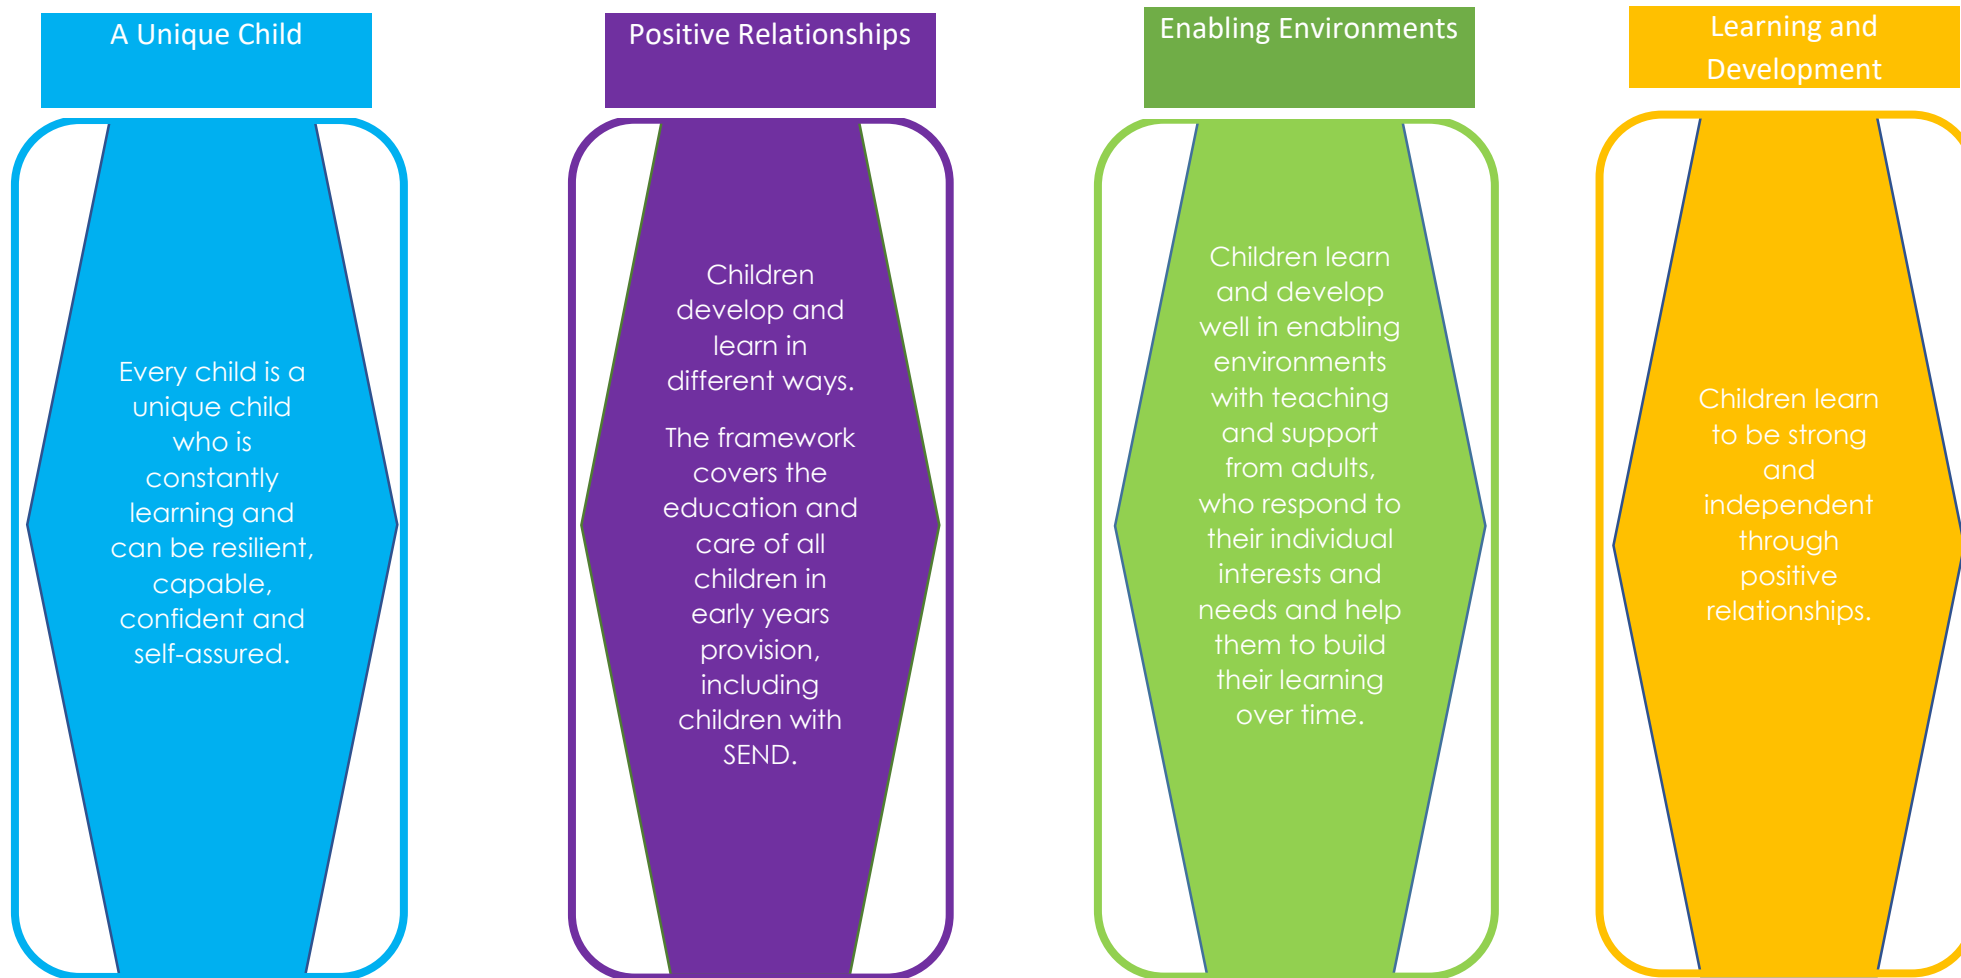 A Unique Child
Every child is a
unique child
who is
constantly
learning and
can be resilient,
capable,
confident and
self-assured.
Positive Relationships
Children
develop and
learn in
different ways.
The framework
covers the
education and
care of all
children in
early years
provision,
including
children with
SEND.
Enabling Environments
Children learn
and develop
well in enabling
environments
with teaching
and support
from adults,
who respond to
their individual
interests and
needs and help
them to build
their learning
over time.
Learning and
Development
Children learn
to be strong
and
independent
through
positive
relationships.